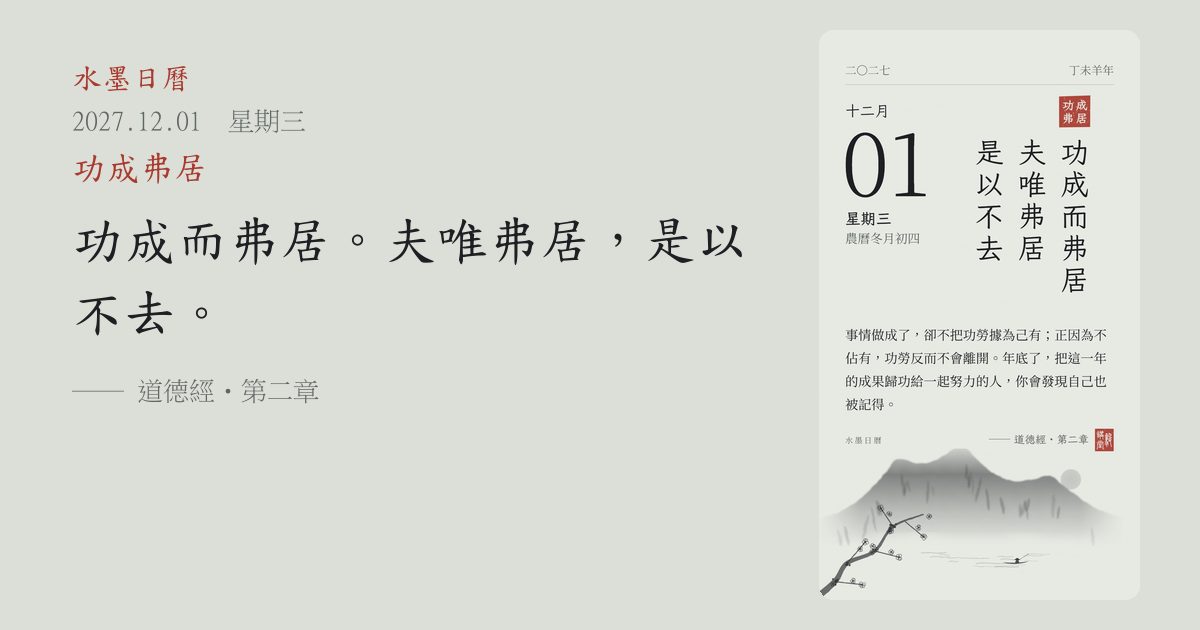 水墨日曆
2027.12.01 星期三
功成弗居
功成而弗居。夫唯弗居，是以
不去。
—— 道德經・第二章
二〇二七
丁未羊年
十二月
01
星期三
農曆冬月初四
功成弗居
功成而弗居
夫唯弗居
是以不去
事情做成了，卻不把功勞據為己有；正因為不
佔有，功勞反而不會離開。年底了，把這一年
的成果歸功給一起努力的人，你會發現自己也
被記得。
水墨日曆
—— 道德經・第二章